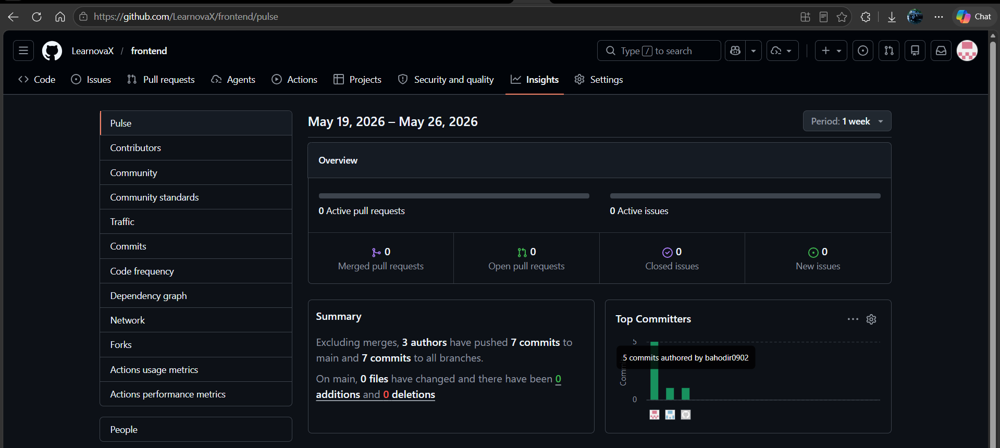 https://github.com/LearnovaX/frontend/pulse
Chat
LearnovaX / frontend
Type / to search
Code
Issues
Pull requests
Agents
Actions
Projects
Security and quality
Insights
Settings
Pulse
Contributors
Community
Community standards
Traffic
Commits
Code frequency
Dependency graph
Network
Forks
Actions usage metrics
Actions performance metrics
People
May 19, 2026 – May 26, 2026
Period: 1 week
Overview
0 Active pull requests
0 Active issues
0
Merged pull requests
0
Open pull requests
0
Closed issues
0
New issues
Summary
Excluding merges, 3 authors have pushed 7 commits to
main and 7 commits to all branches.
On main, 0 files have changed and there have been 0
additions and 0 deletions
Top Committers
5
5 commits authored by bahodir0902
0